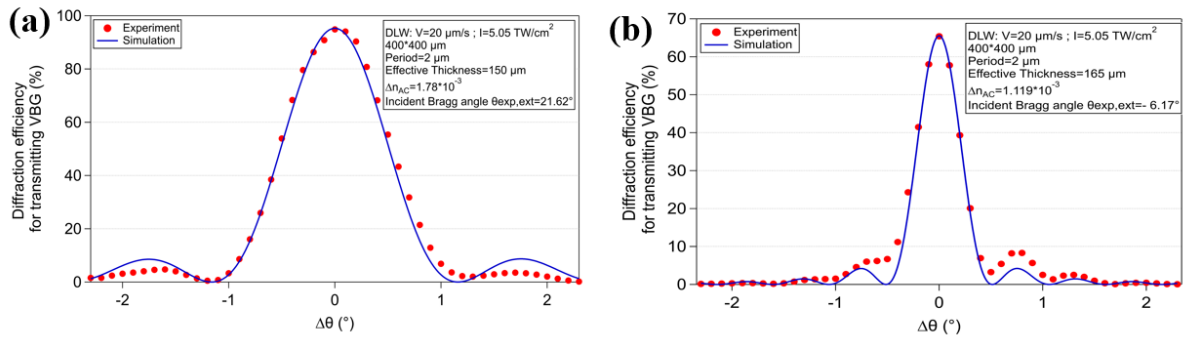 (a)
Diffraction efficiency
for transmitting VBG (%)
100
80
60
40
20
0
Experiment
Simulation
DLW: V=20 µm/s ; I=5.05 TW/cm²
400*400 µm
Period=2 µm
Effective Thickness=150 µm
Δn_AC=1.78*10⁻³
Incident Bragg angle θexp,ext=21.62°
-2
-1
0
1
2
Δθ (°)
(b)
Diffraction efficiency
for transmitting VBG (%)
70
60
50
40
30
20
10
0
Experiment
Simulation
DLW: V=20 µm/s ; I=5.05 TW/cm²
400*400 µm
Period=2 µm
Effective Thickness=165 µm
Δn_AC=1.119*10⁻³
Incident Bragg angle θexp,ext=- 6.17°
-2
-1
0
1
2
Δθ (°)